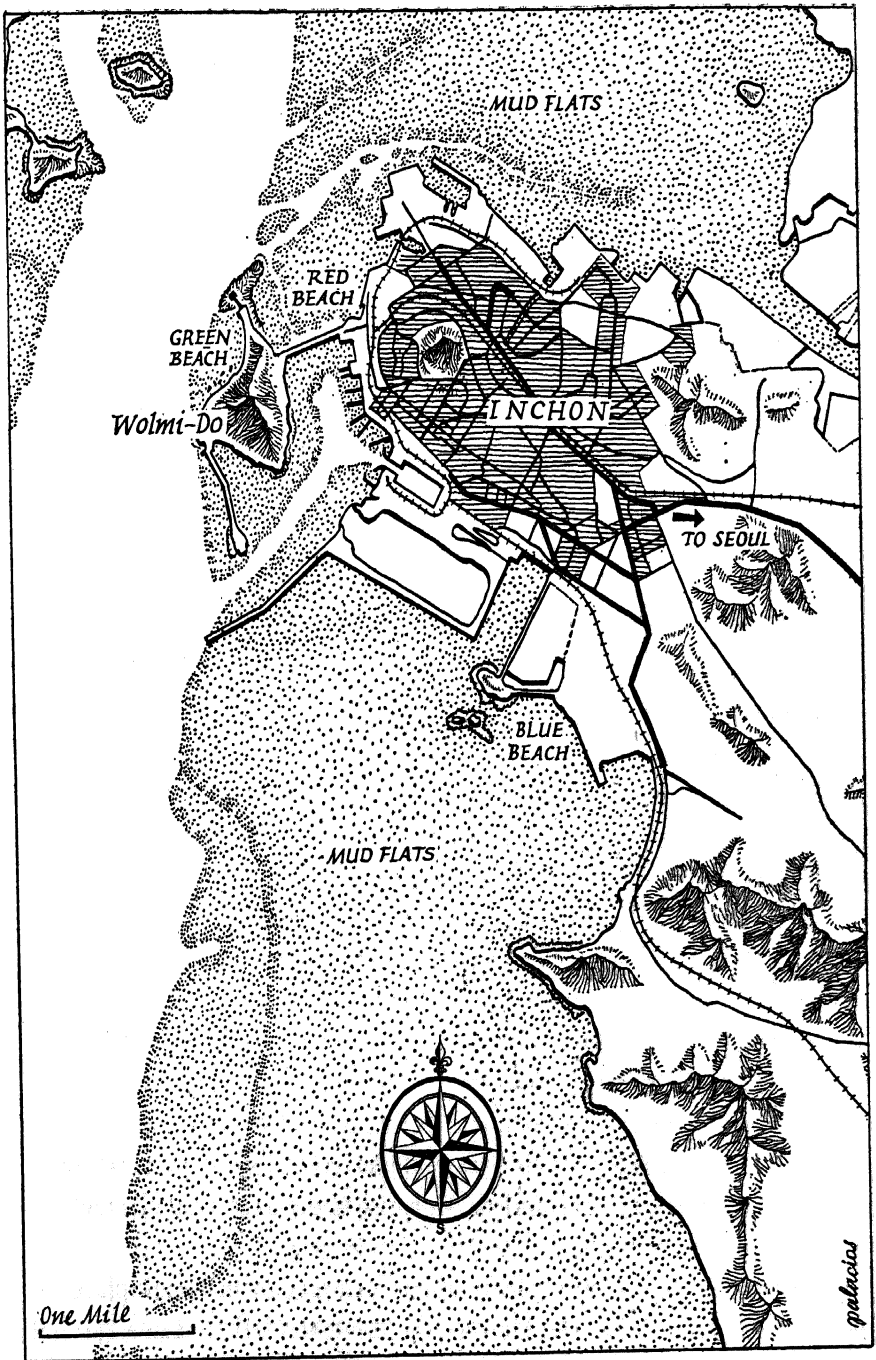 MUD FLATS
RED
BEACH
GREEN
BEACH
Wolmi-Do
INCHON
TO SEOUL
BLUE
BEACH
MUD FLATS
S
One Mile
palacios